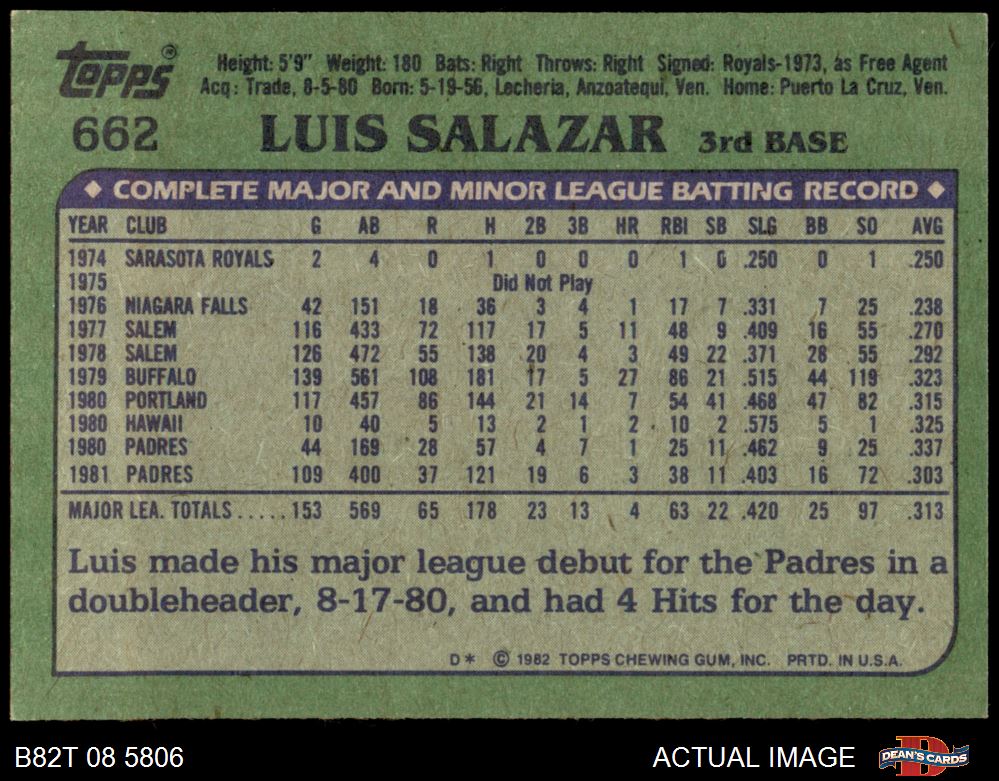 Topps®
Height: 5'9" Weight: 180 Bats: Right Throws: Right Signed: Royals-1973, as Free Agent
Acq: Trade, 8-5-80 Born: 5-19-56, Lecheria, Anzoatequi, Ven. Home: Puerto La Cruz, Ven.
662 LUIS SALAZAR 3rd BASE
♦ COMPLETE MAJOR AND MINOR LEAGUE BATTING RECORD ♦
YEAR CLUB G AB R H 2B 3B HR RBI SB SLG BB SO AVG
1974 SARASOTA ROYALS 2 4 0 1 0 0 0 1 0 .250 0 1 .250
1975 Did Not Play
1976 NIAGARA FALLS 42 151 18 36 3 4 1 17 7 .331 7 25 .238
1977 SALEM 116 433 72 117 17 5 11 48 9 .409 16 55 .270
1978 SALEM 126 472 55 138 20 4 3 49 22 .371 28 55 .292
1979 BUFFALO 139 561 108 181 17 5 27 86 21 .515 44 119 .323
1980 PORTLAND 117 457 86 144 21 14 7 54 41 .468 47 82 .315
1980 HAWAII 10 40 5 13 2 1 2 10 2 .575 5 1 .325
1980 PADRES 44 169 28 57 4 7 1 25 11 .462 9 25 .337
1981 PADRES 109 400 37 121 19 6 3 38 11 .403 16 72 .303
MAJOR LEA. TOTALS.....153 569 65 178 23 13 4 63 22 .420 25 97 .313
Luis made his major league debut for the Padres in a
doubleheader, 8-17-80, and had 4 Hits for the day.
D* © 1982 TOPPS CHEWING GUM, INC. PRTD. IN U.S.A.
B82T 08 5806 ACTUAL IMAGE DEAN'S CARDS